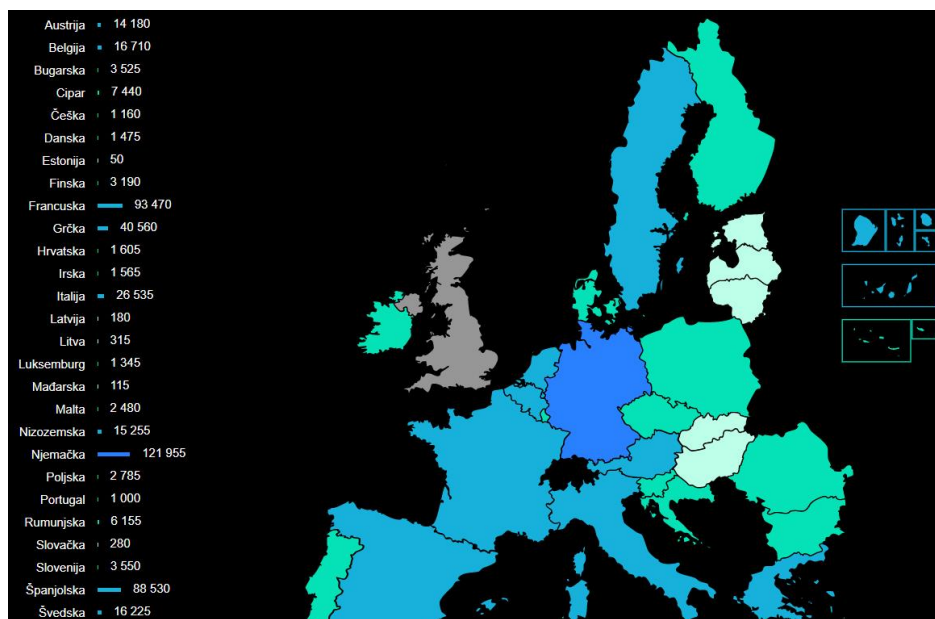 Austrija 14 180
Belgija 16 710
Bugarska 3 525
Cipar 7 440
Češka 1 160
Danska 1 475
Estonija 50
Finska 3 190
Francuska 93 470
Grčka 40 560
Hrvatska 1 605
Irska 1 565
Italija 26 535
Latvija 180
Litva 315
Luksemburg 1 345
Mađarska 115
Malta 2 480
Nizozemska 15 255
Njemačka 121 955
Poljska 2 785
Portugal 1 000
Rumunjska 6 155
Slovačka 280
Slovenija 3 550
Španjolska 88 530
Švedska 16 225